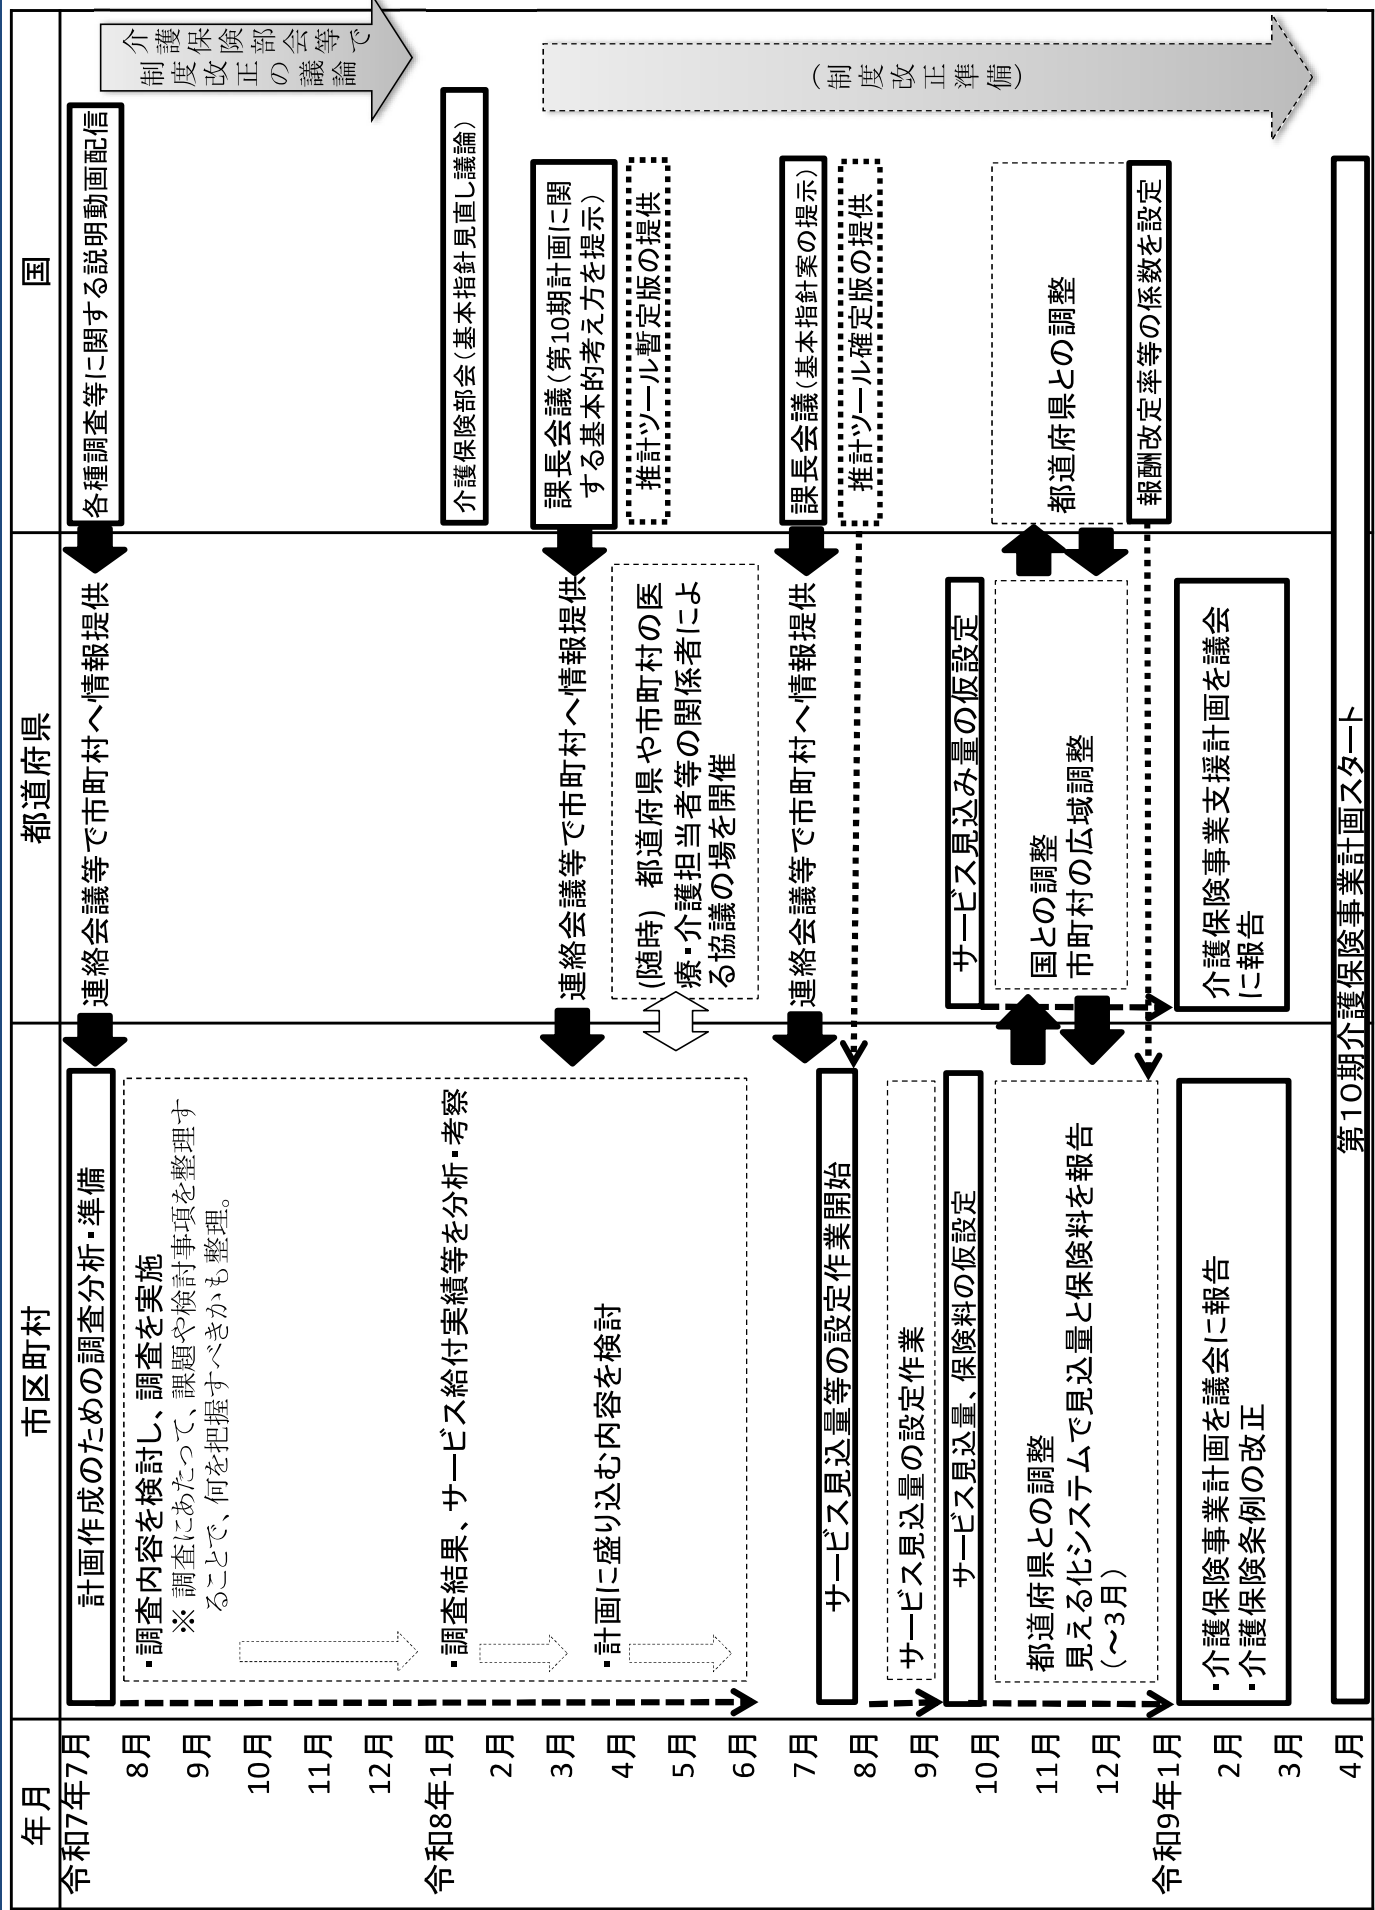 年月
市区町村
都道府県
国
令和7年7月
8月
9月
10月
11月
12月
令和8年1月
2月
3月
4月
5月
6月
7月
8月
9月
10月
11月
12月
令和9年1月
2月
3月
4月
計画作成のための調査分析・準備
・調査内容を検討し、調査を実施
※ 調査にあたって、課題や検討事項を整理す
ることで、何を把握すべきかも整理。
・調査結果、サービス給付実績等を分析・考察
・計画に盛り込む内容を検討
サービス見込量等の設定作業開始
サービス見込量の設定作業
サービス見込量、保険料の仮設定
都道府県との調整
見える化システムで見込量と保険料を報告
(～3月)
・介護保険事業計画を議会に報告
・介護保険条例の改正
連絡会議等で市町村へ情報提供
連絡会議等で市町村へ情報提供
(随時) 都道府県や市町村の医
療・介護担当者等の関係者によ
る協議の場を開催
連絡会議等で市町村へ情報提供
サービス見込み量の仮設定
国との調整
市町村の広域調整
介護保険事業支援計画を議会
に報告
各種調査等に関する説明動画配信
介護保険部会(基本指針見直し議論)
課長会議(第10期計画に関
する基本的考え方を提示)
推計ツール暫定版の提供
課長会議(基本指針案の提示)
推計ツール確定版の提供
都道府県との調整
報酬改定率等の係数を設定
介護保険部会等で
制度改正の議論
(制度改正準備)
第10期介護保険事業計画スタート